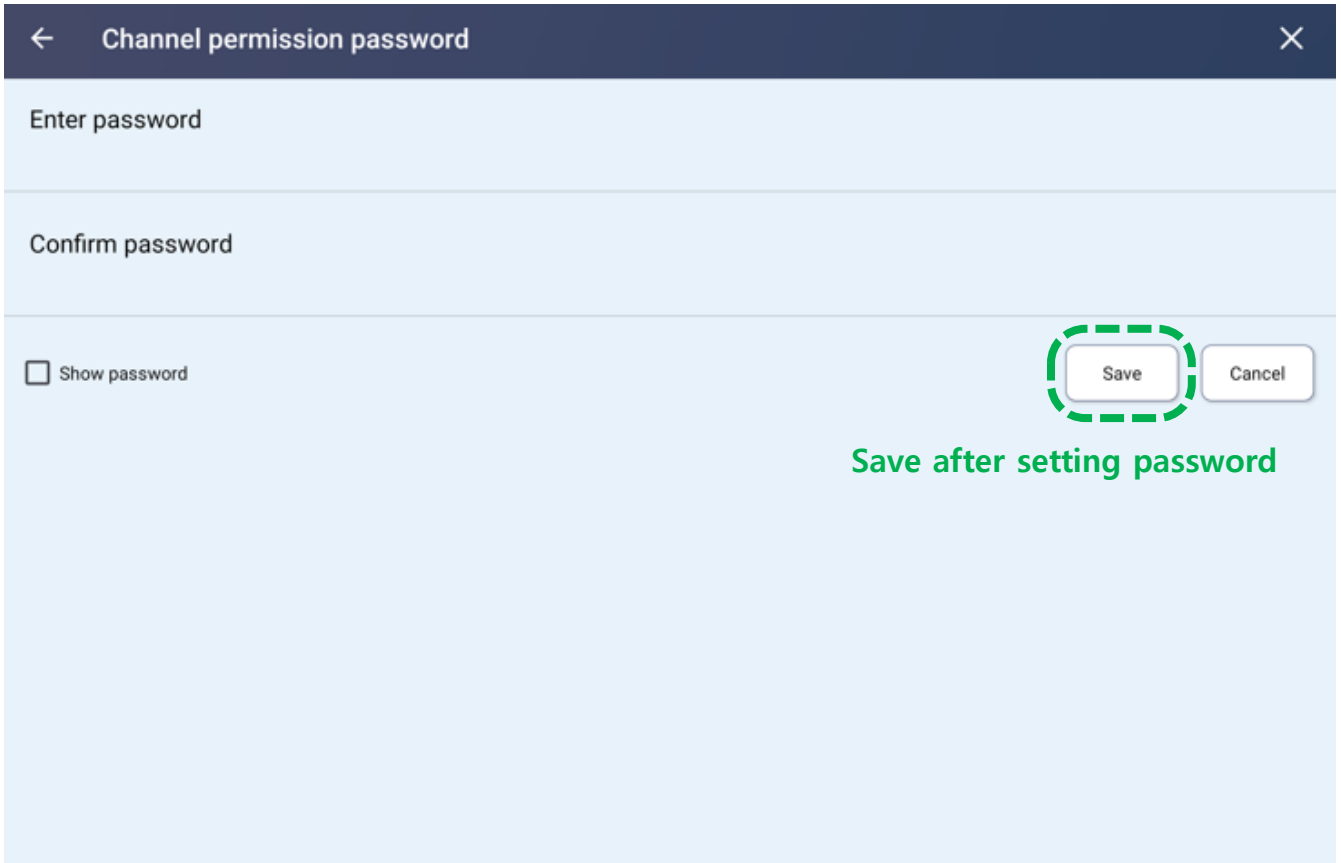 Channel permission password
Enter password
Confirm password
Show password
Save
Cancel
Save after setting password